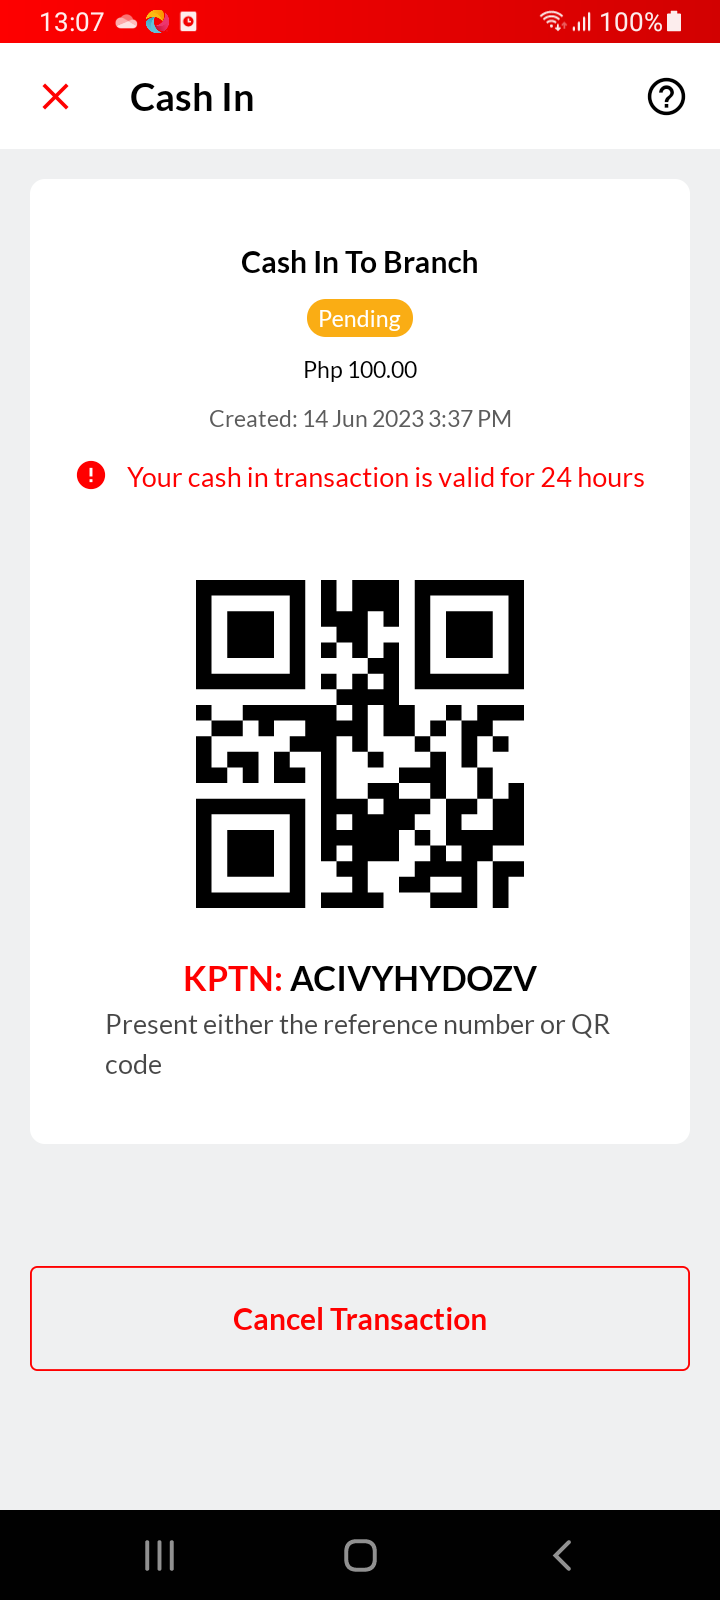 13:07
100%
Cash In
Cash In To Branch
Pending
Php 100.00
Created: 14 Jun 2023 3:37 PM
Your cash in transaction is valid for 24 hours
KPTN: ACIVYHYDOZV
Present either the reference number or QR
code
Cancel Transaction